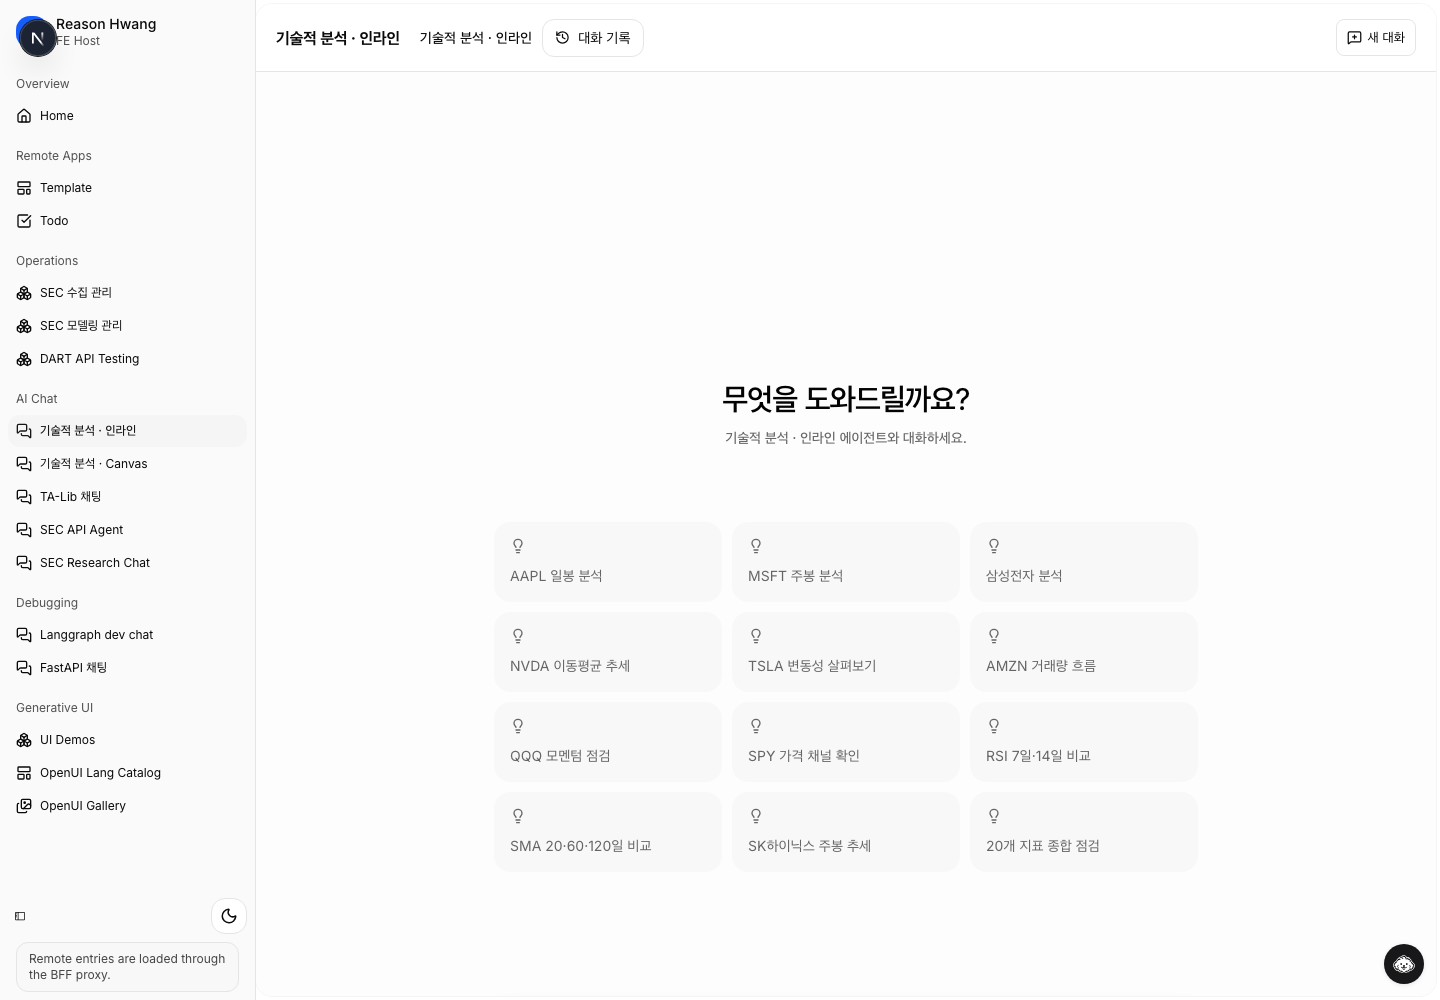 Reason Hwang
FE Host
Overview
Home
Remote Apps
Template
Todo
Operations
SEC 수집 관리
SEC 모델링 관리
DART API Testing
AI Chat
기술적 분석 · 인라인
기술적 분석 · Canvas
TA-Lib 채팅
SEC API Agent
SEC Research Chat
Debugging
Langgraph dev chat
FastAPI 채팅
Generative UI
UI Demos
OpenUI Lang Catalog
OpenUI Gallery
Remote entries are loaded through
the BFF proxy.
기술적 분석 · 인라인
기술적 분석 · 인라인
대화 기록
새 대화
무엇을 도와드릴까요?
기술적 분석 · 인라인 에이전트와 대화하세요.
AAPL 일봉 분석
MSFT 주봉 분석
삼성전자 분석
NVDA 이동평균 추세
TSLA 변동성 살펴보기
AMZN 거래량 흐름
QQQ 모멘텀 점검
SPY 가격 채널 확인
RSI 7일·14일 비교
SMA 20·60·120일 비교
SK하이닉스 주봉 추세
20개 지표 종합 점검